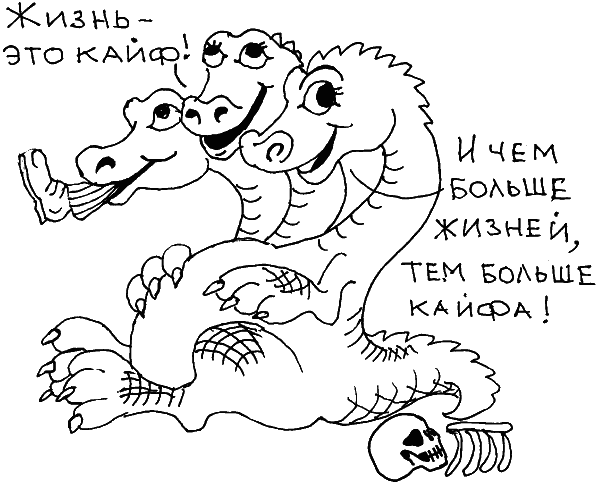 Жизнь –
это кайф!
И чем
больше
жизней,
тем больше
кайфа!